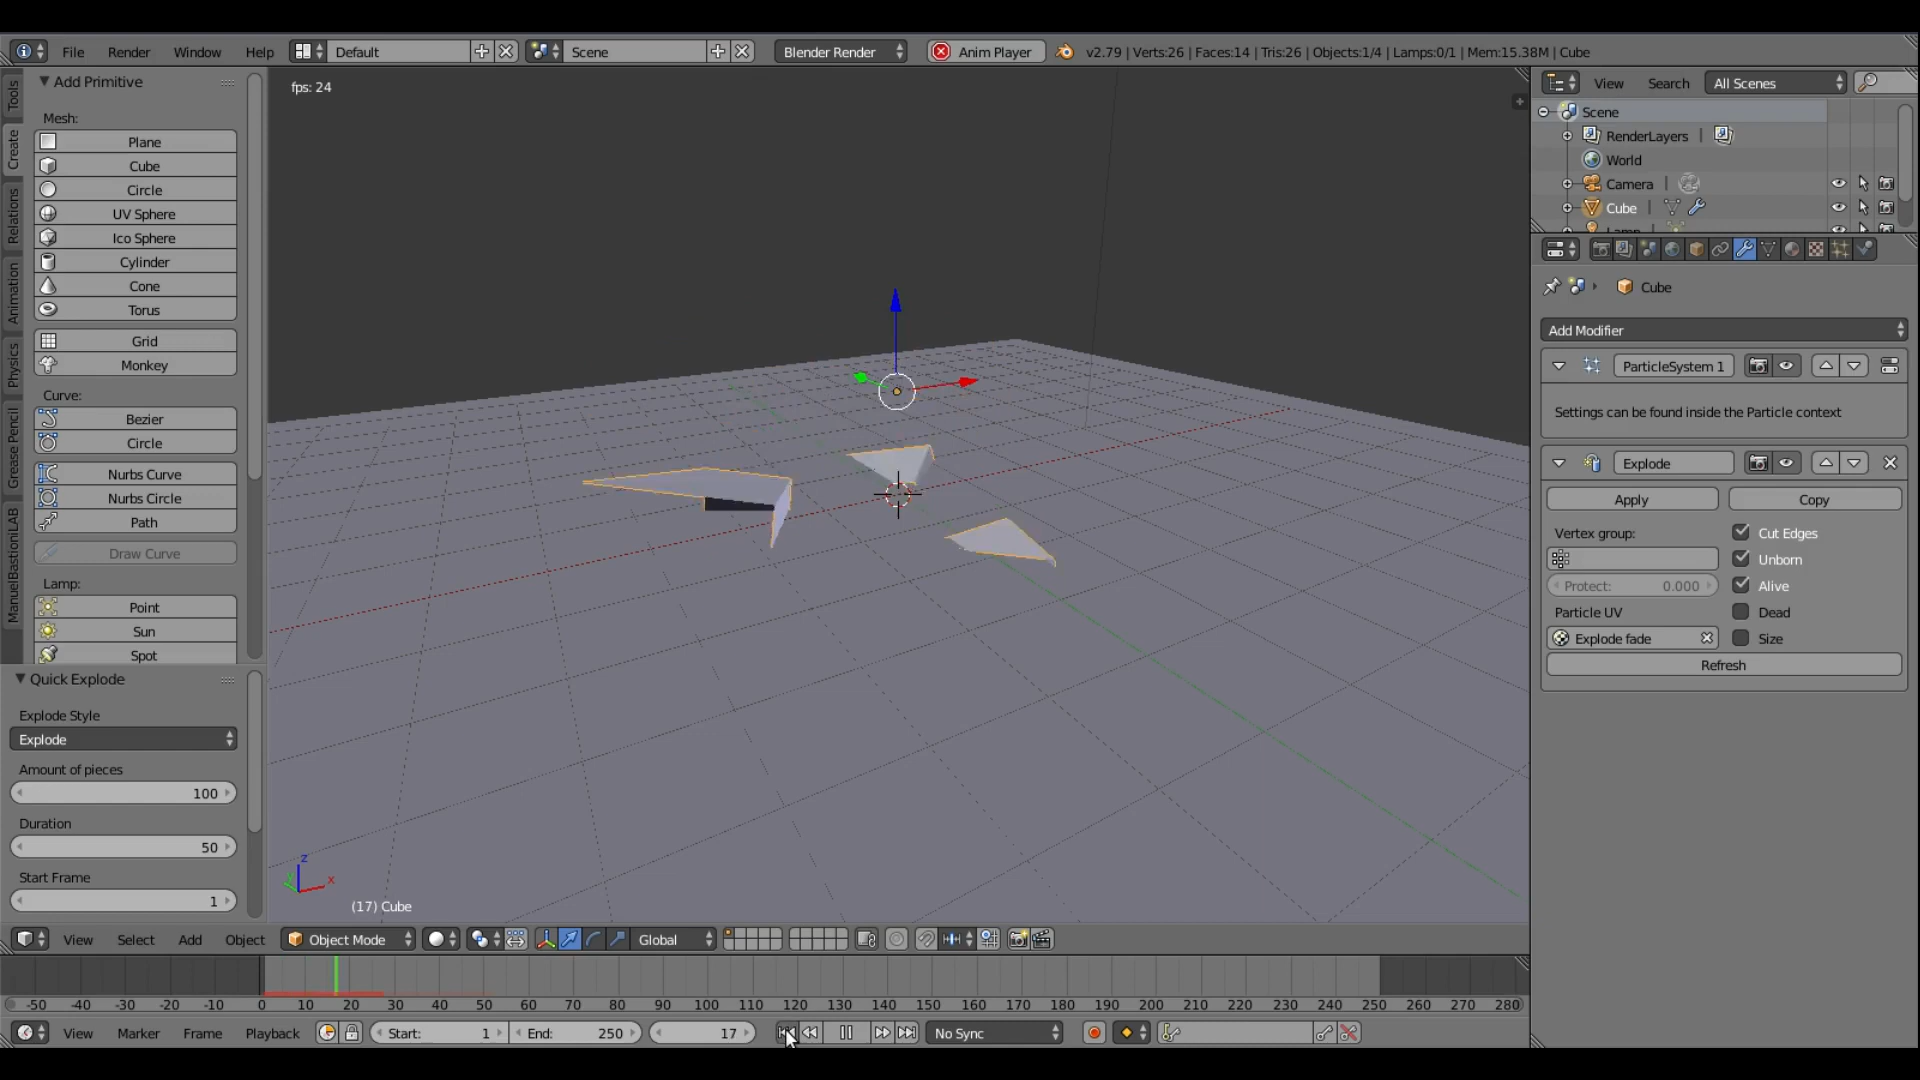 File Render Window Help Default Scene Blender Render Anim Player v2.79 | Verts:26 | Faces:14 | Tris:26 | Objects:1/4 | Lamps:0/1 | Mem:15.38M | Cube
Tools
Create
Relations
Animation
Physics
Grease Pencil
ManuelBastioniLAB
Add Primitive
Mesh:
Plane
Cube
Circle
UV Sphere
Ico Sphere
Cylinder
Cone
Torus
Grid
Monkey
Curve:
Bezier
Circle
Nurbs Curve
Nurbs Circle
Path
Draw Curve
Lamp:
Point
Sun
Spot
Quick Explode
Explode Style
Explode
Amount of pieces
100
Duration
50
Start Frame
1
fps: 24
z
y
x
(17) Cube
View Select Add Object Object Mode Global
-50 -40 -30 -20 -10 0 10 20 30 40 50 60 70 80 90 100 110 120 130 140 150 160 170 180 190 200 210 220 230 240 250 260 270 280
View Marker Frame Playback Start: 1 End: 250 17 No Sync
View Search All Scenes
Scene
RenderLayers |
World
Camera |
Cube |
Lamp
Cube
Add Modifier
ParticleSystem 1
Settings can be found inside the Particle context
Explode
Apply Copy
Vertex group: Cut Edges
Unborn
Protect: 0.000 Alive
Particle UV Dead
Explode fade Size
Refresh